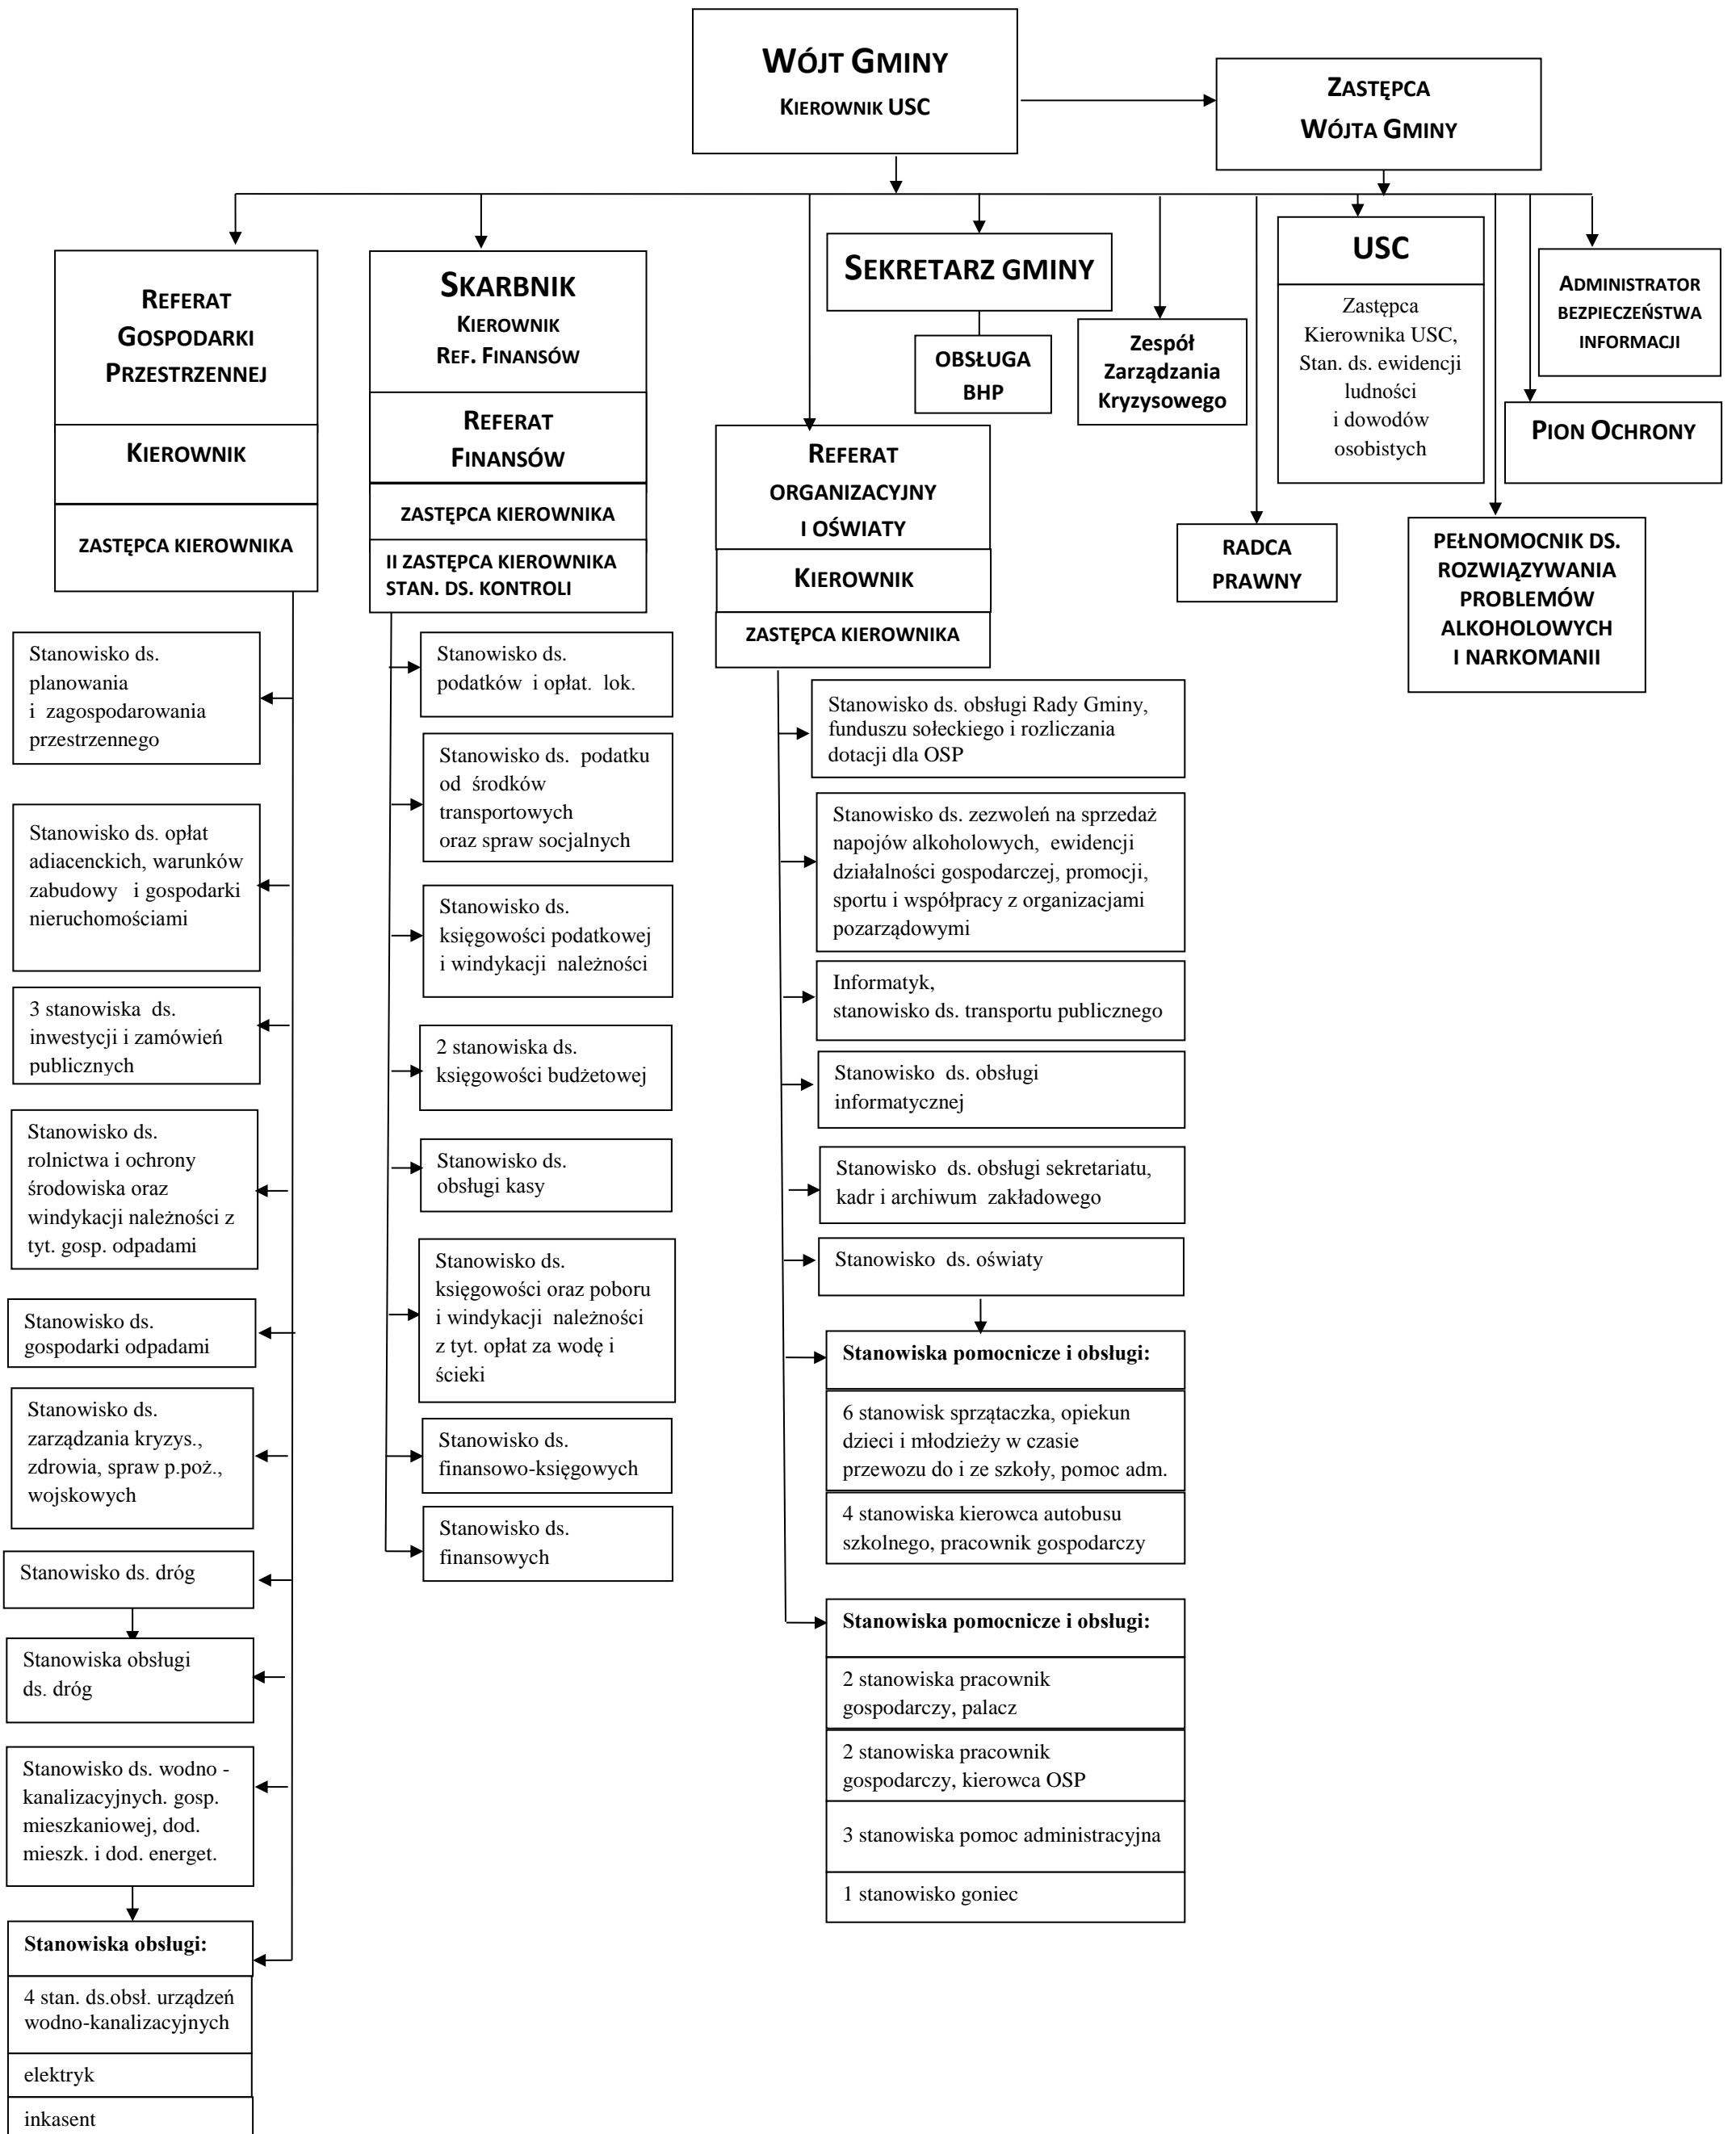 WÓJT GMINY
KIEROWNIK USC
ZASTĘPCA
WÓJTA GMINY
REFERAT
GOSPODARKI
PRZESTRZENNEJ
KIEROWNIK
ZASTĘPCA KIEROWNIKA
Stanowisko ds.
planowania
i zagospodarowania
przestrzennego
Stanowisko ds. opłat
adiacenckich, warunków
zabudowy i gospodarki
nieruchomościami
3 stanowiska ds.
inwestycji i zamówień
publicznych
Stanowisko ds.
rolnictwa i ochrony
środowiska oraz
windykacji należności z
tyt. gosp. odpadami
Stanowisko ds.
gospodarki odpadami
Stanowisko ds.
zarządzania kryzys.,
zdrowia, spraw p.poż.,
wojskowych
Stanowisko ds. dróg
Stanowiska obsługi
ds. dróg
Stanowisko ds. wodno -
kanalizacyjnych. gosp.
mieszkaniowej, dod.
mieszk. i dod. energet.
Stanowiska obsługi:
4 stan. ds.obsł. urządzeń
wodno-kanalizacyjnych
elektryk
inkasent
SKARBNIK
KIEROWNIK
REF. FINANSÓW
REFERAT
FINANSÓW
ZASTĘPCA KIEROWNIKA
II ZASTĘPCA KIEROWNIKA
STAN. DS. KONTROLI
Stanowisko ds.
podatków i opłat. lok.
Stanowisko ds. podatku
od środków
transportowych
oraz spraw socjalnych
Stanowisko ds.
księgowości podatkowej
i windykacji należności
2 stanowiska ds.
księgowości budżetowej
Stanowisko ds.
obsługi kasy
Stanowisko ds.
księgowości oraz poboru
i windykacji należności
z tyt. opłat za wodę i
ścieki
Stanowisko ds.
finansowo-księgowych
Stanowisko ds.
finansowych
REFERAT
ORGANIZACYJNY
I OŚWIATY
KIEROWNIK
ZASTĘPCA KIEROWNIKA
Stanowisko ds. obsługi Rady Gminy,
funduszu sołeckiego i rozliczania
dotacji dla OSP
Stanowisko ds. zezwoleń na sprzedaż
napojów alkoholowych, ewidencji
działalności gospodarczej, promocji,
sportu i współpracy z organizacjami
pozarządowymi
Informatyk,
stanowisko ds. transportu publicznego
Stanowisko ds. obsługi
informatycznej
Stanowisko ds. obsługi sekretariatu,
kadr i archiwum zakładowego
Stanowisko ds. oświaty
Stanowiska pomocnicze i obsługi:
6 stanowisk sprzątaczka, opiekun
dzieci i młodzieży w czasie
przewozu do i ze szkoły, pomoc adm.
4 stanowiska kierowca autobusu
szkolnego, pracownik gospodarczy
Stanowiska pomocnicze i obsługi:
2 stanowiska pracownik
gospodarczy, palacz
2 stanowiska pracownik
gospodarczy, kierowca OSP
3 stanowiska pomoc administracyjna
1 stanowisko goniec
SEKRETARZ GMINY
OBSŁUGA
BHP
Zespół
Zarządzania
Kryzysowego
RADCA
PRAWNY
USC
Zastępca
Kierownika USC,
Stan. ds. ewidencji
ludności
i dowodów
osobistych
PEŁNOMOCNIK DS.
ROZWIĄZYWANIA
PROBLEMÓW
ALKOHOLOWYCH
I NARKOMANII
PION OCHRONY
ADMINISTRATOR
BEZPIECZEŃSTWA
INFORMACJI